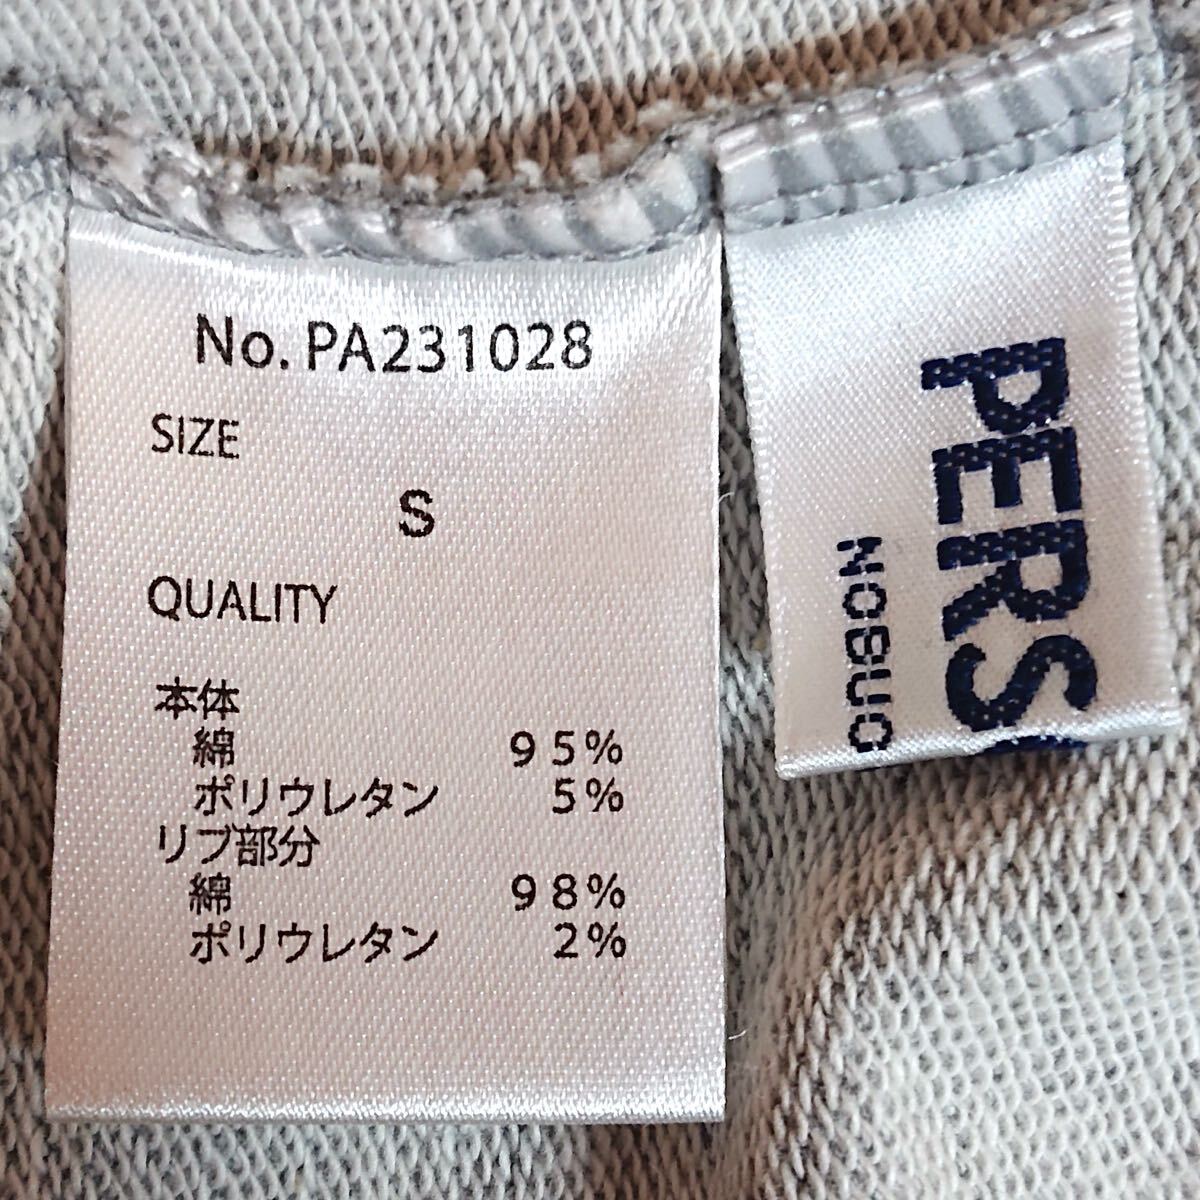 No. PA231028
SIZE
S
QUALITY
本体
綿 95%
ポリウレタン 5%
リブ部分
綿 98%
ポリウレタン 2%
PERS
NOBUO